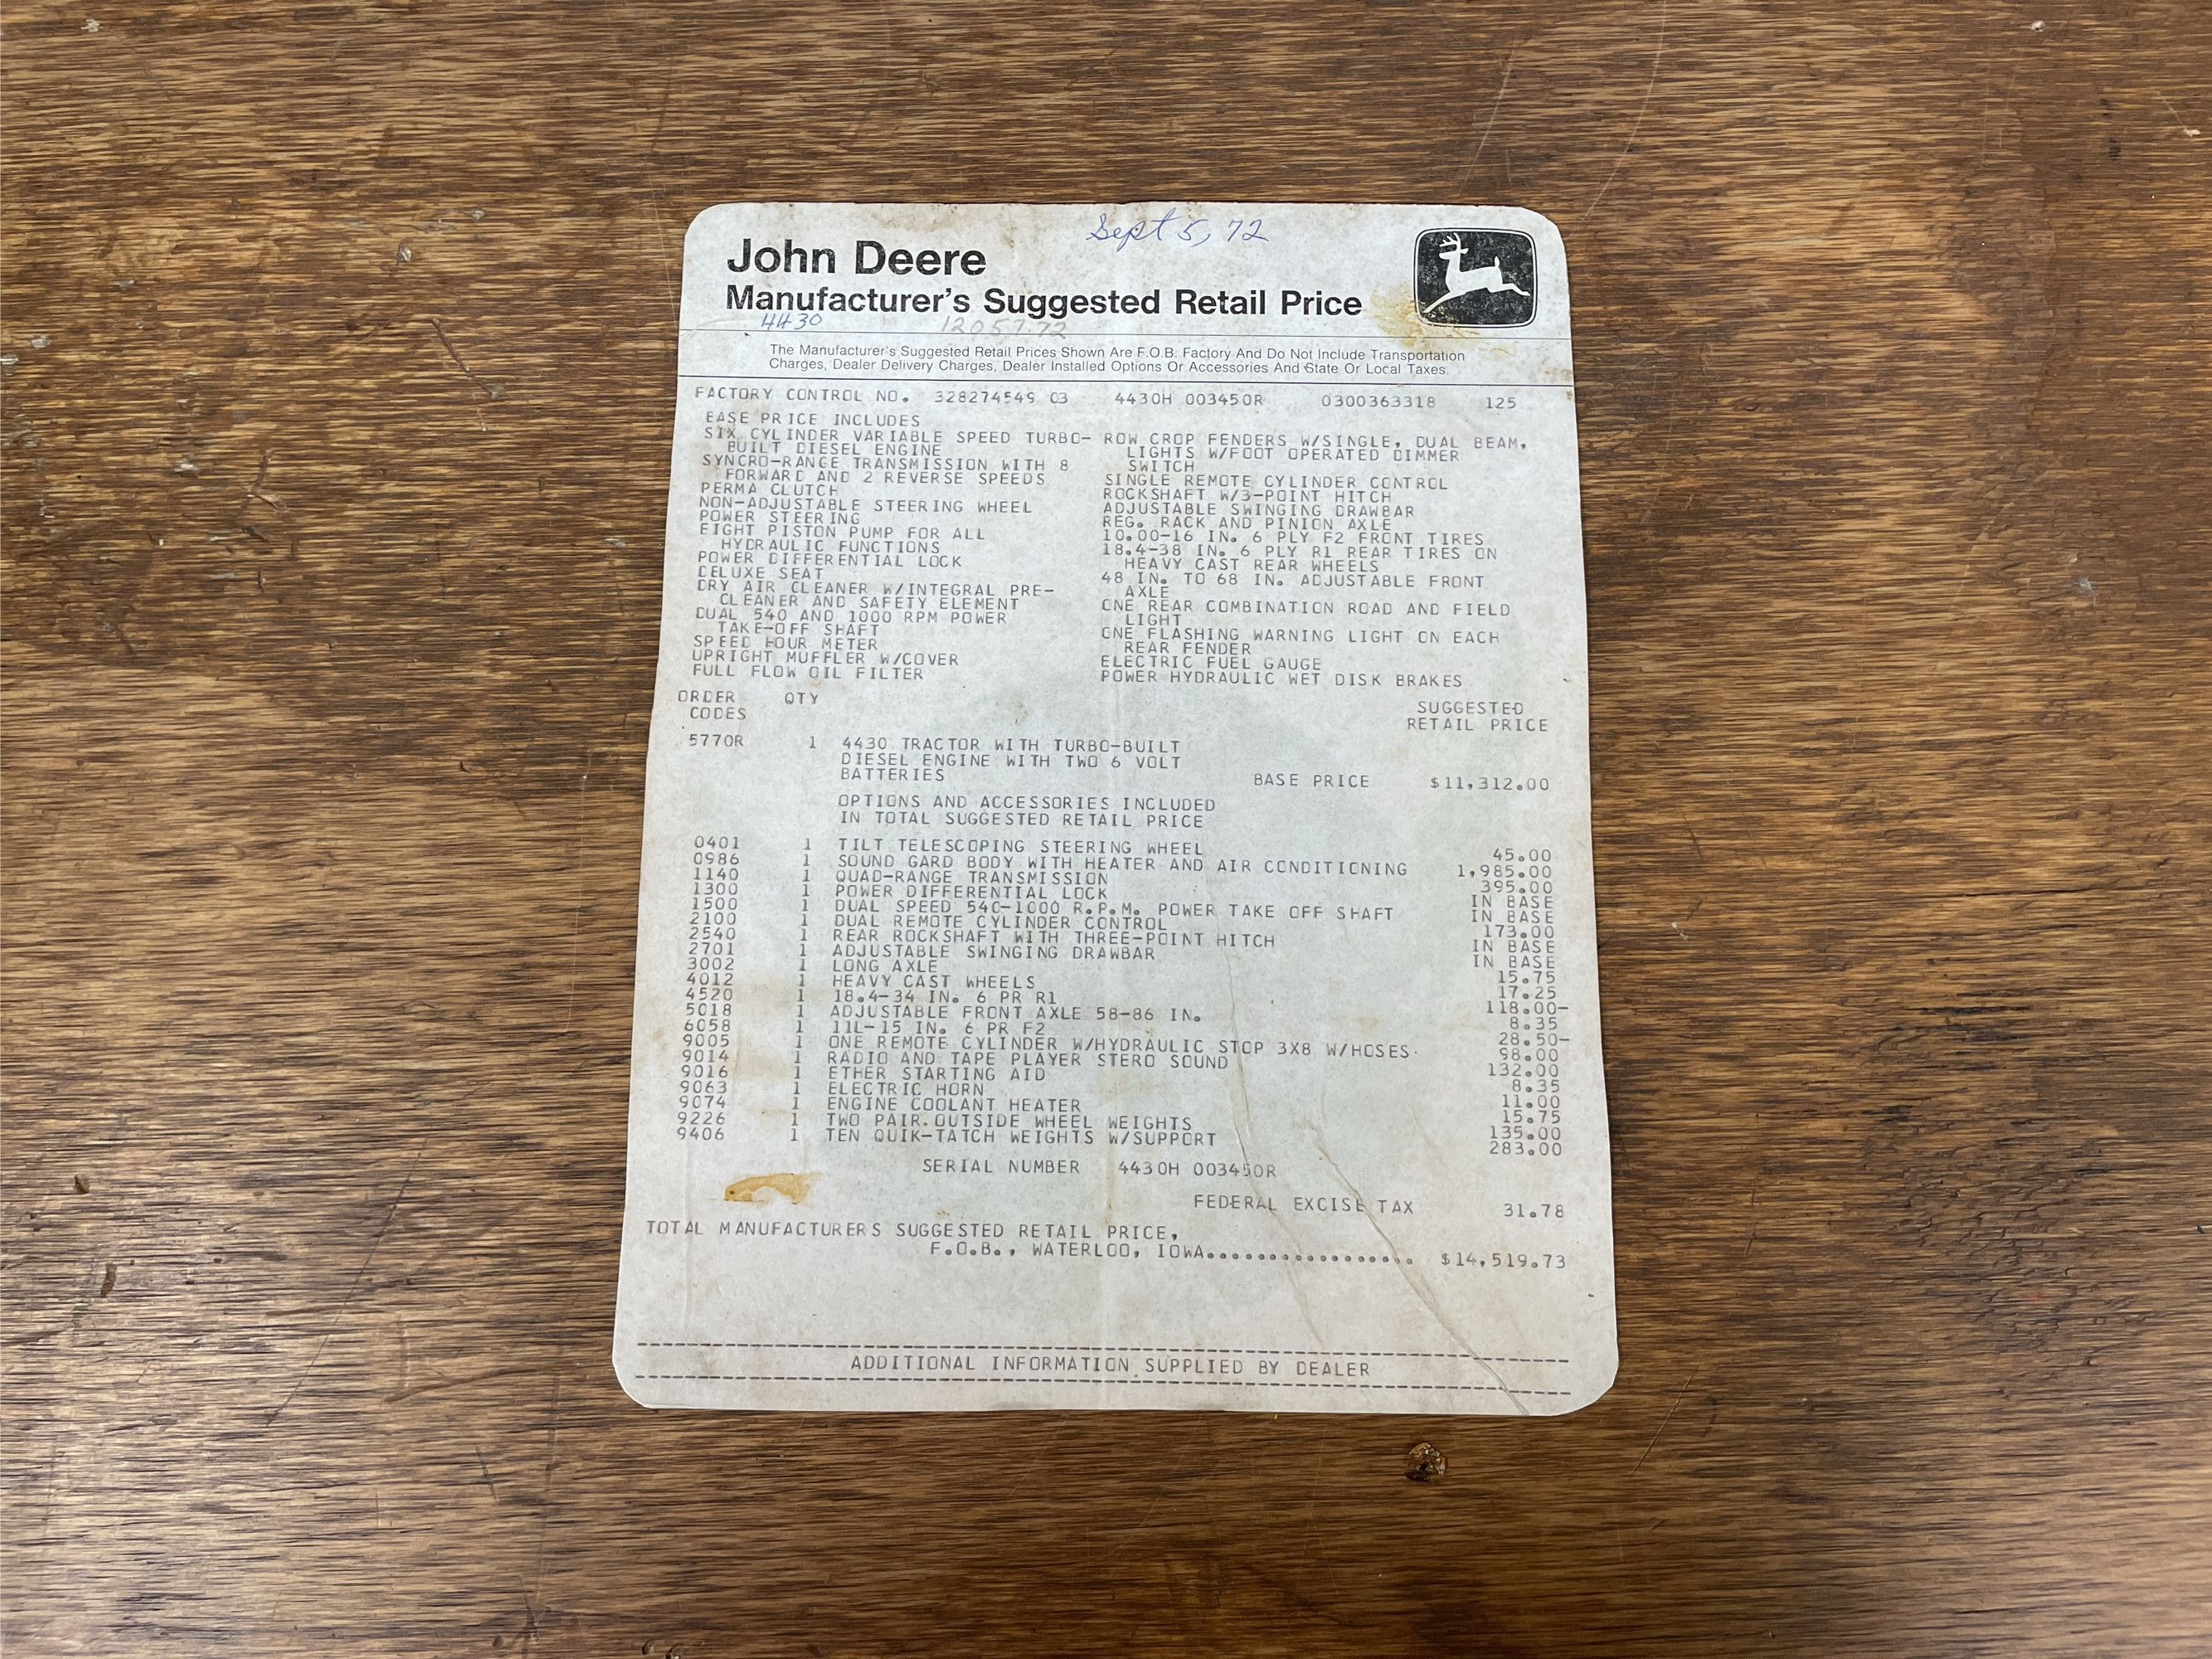 Sept 5, 72
John Deere
Manufacturer's Suggested Retail Price
4430 12057.72
The Manufacturer's Suggested Retail Prices Shown Are F.O.B. Factory And Do Not Include Transportation
Charges, Dealer Delivery Charges, Dealer Installed Options Or Accessories And State Or Local Taxes.
FACTORY CONTROL NO. 328274549 03 4430H 003450R 0300363318 125
BASE PRICE INCLUDES
SIX CYLINDER VARIABLE SPEED TURBO-
BUILT DIESEL ENGINE
SYNCRO-RANGE TRANSMISSION WITH 8
FORWARD AND 2 REVERSE SPEEDS
PERMA CLUTCH
NON-ADJUSTABLE STEERING WHEEL
POWER STEERING
EIGHT PISTON PUMP FOR ALL
HYDRAULIC FUNCTIONS
POWER DIFFERENTIAL LOCK
DELUXE SEAT
DRY AIR CLEANER W/INTEGRAL PRE-
CLEANER AND SAFETY ELEMENT
DUAL 540 AND 1000 RPM POWER
TAKE-OFF SHAFT
SPEED HOUR METER
UPRIGHT MUFFLER W/COVER
FULL FLOW OIL FILTER
ROW CROP FENDERS W/SINGLE, DUAL BEAM,
LIGHTS W/FOOT OPERATED DIMMER
SWITCH
SINGLE REMOTE CYLINDER CONTROL
ROCKSHAFT W/3-POINT HITCH
ADJUSTABLE SWINGING DRAWBAR
REG. RACK AND PINION AXLE
10.00-16 IN. 6 PLY F2 FRONT TIRES
18.4-38 IN. 6 PLY R1 REAR TIRES ON
HEAVY CAST REAR WHEELS
48 IN. TO 68 IN. ADJUSTABLE FRONT
AXLE
ONE REAR COMBINATION ROAD AND FIELD
LIGHT
ONE FLASHING WARNING LIGHT ON EACH
REAR FENDER
ELECTRIC FUEL GAUGE
POWER HYDRAULIC WET DISK BRAKES
ORDER QTY SUGGESTED
CODES RETAIL PRICE
5770R 1 4430 TRACTOR WITH TURBO-BUILT
DIESEL ENGINE WITH TWO 6 VOLT
BATTERIES BASE PRICE $11,312.00
OPTIONS AND ACCESSORIES INCLUDED
IN TOTAL SUGGESTED RETAIL PRICE
0401 1 TILT TELESCOPING STEERING WHEEL 45.00
0986 1 SOUND GARD BODY WITH HEATER AND AIR CONDITIONING 1,985.00
1140 1 QUAD-RANGE TRANSMISSION 395.00
1300 1 POWER DIFFERENTIAL LOCK IN BASE
1500 1 DUAL SPEED 540-1000 R.P.M. POWER TAKE OFF SHAFT IN BASE
2100 1 DUAL REMOTE CYLINDER CONTROL 173.00
2540 1 REAR ROCKSHAFT WITH THREE-POINT HITCH IN BASE
2701 1 ADJUSTABLE SWINGING DRAWBAR IN BASE
3002 1 LONG AXLE 15.75
4012 1 HEAVY CAST WHEELS 17.25
4520 1 18.4-34 IN. 6 PR R1 118.00-
5018 1 ADJUSTABLE FRONT AXLE 58-86 IN. 8.35
6058 1 11L-15 IN. 6 PR F2 28.50-
9005 1 ONE REMOTE CYLINDER W/HYDRAULIC STOP 3X8 W/HOSES 98.00
9014 1 RADIO AND TAPE PLAYER STERO SOUND 132.00
9016 1 ETHER STARTING AID 8.35
9063 1 ELECTRIC HORN 11.00
9074 1 ENGINE COOLANT HEATER 15.75
9226 1 TWO PAIR OUTSIDE WHEEL WEIGHTS 135.00
9406 1 TEN QUIK-TATCH WEIGHTS W/SUPPORT 283.00
SERIAL NUMBER 4430H 003450R
FEDERAL EXCISE TAX 31.78
TOTAL MANUFACTURERS SUGGESTED RETAIL PRICE,
F.O.B., WATERLOO, IOWA................. $14,519.73
ADDITIONAL INFORMATION SUPPLIED BY DEALER